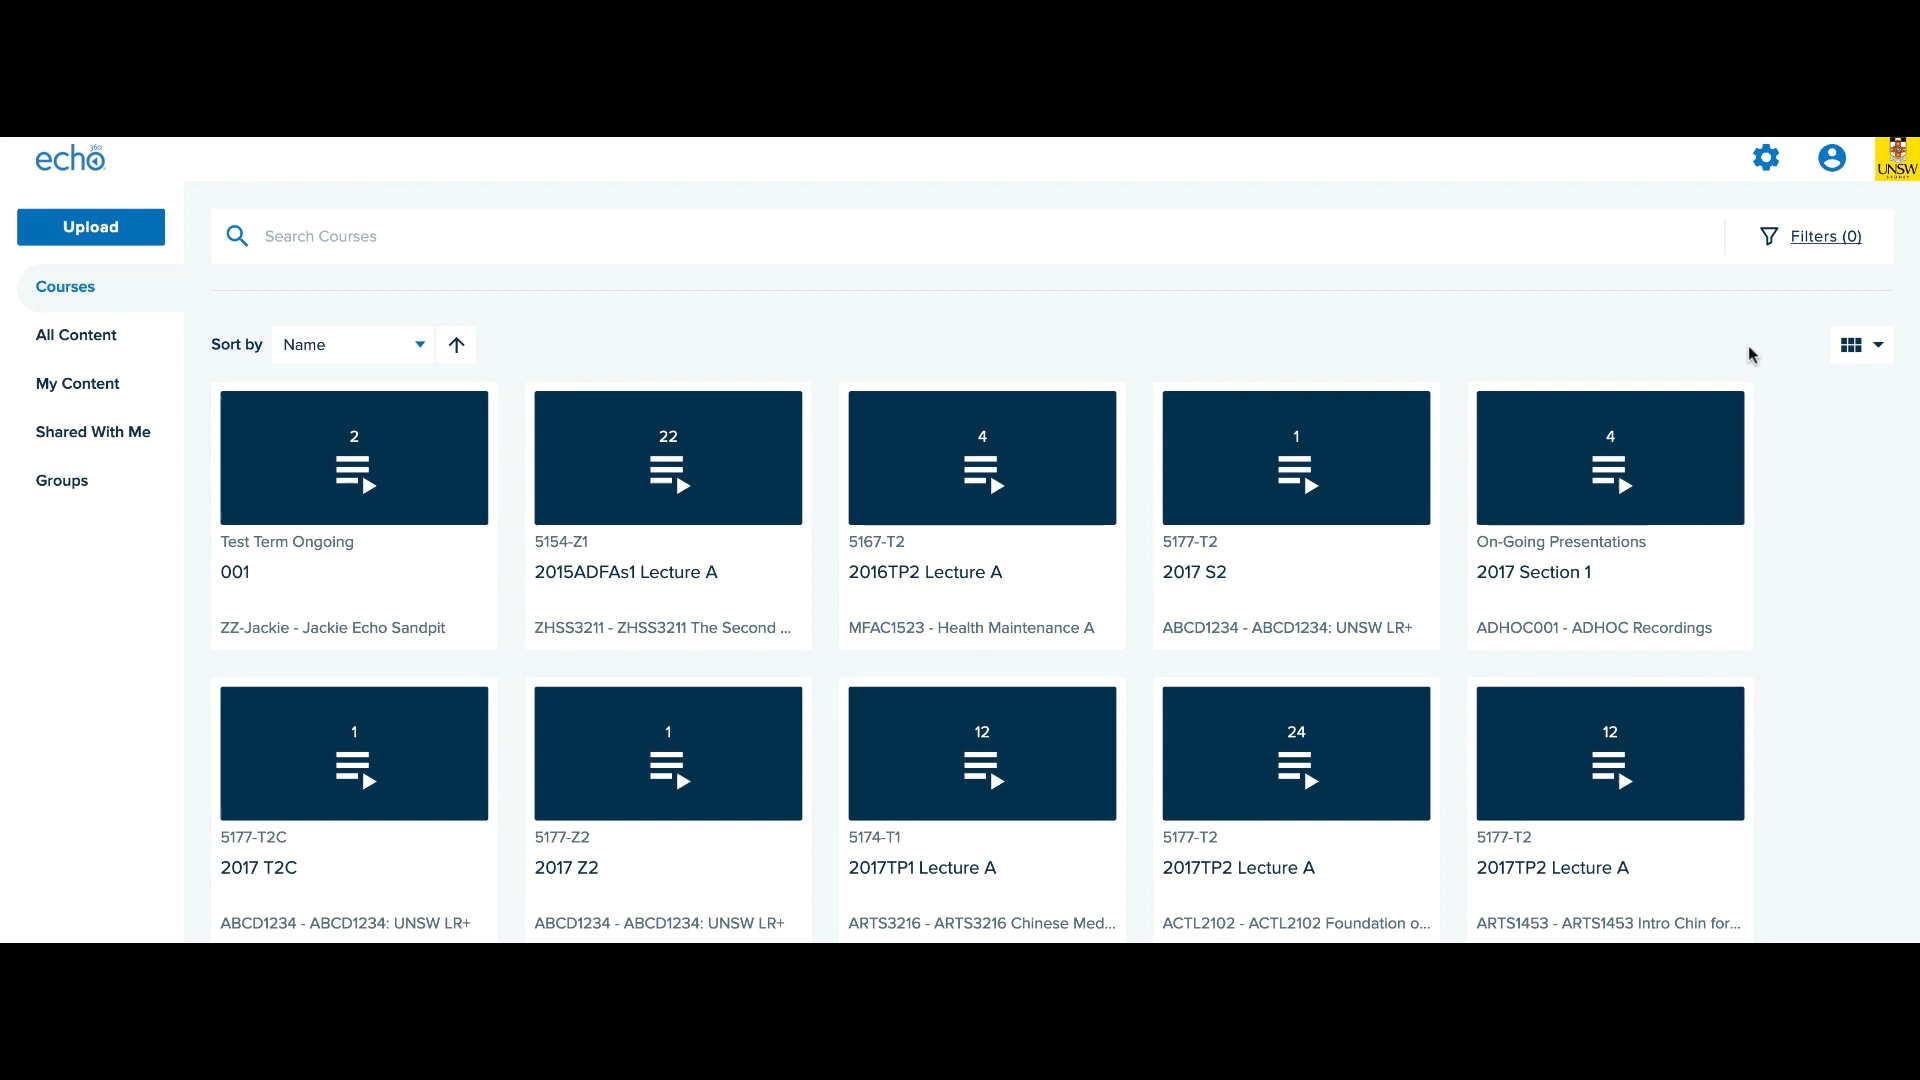 echo360
UNSW
SYDNEY
Upload
Search Courses
Filters (0)
Courses
All Content
My Content
Shared With Me
Groups
Sort by Name
2
22
4
1
4
Test Term Ongoing
5154-Z1
5167-T2
5177-T2
On-Going Presentations
001
2015ADFAs1 Lecture A
2016TP2 Lecture A
2017 S2
2017 Section 1
ZZ-Jackie - Jackie Echo Sandpit
ZHSS3211 - ZHSS3211 The Second ...
MFAC1523 - Health Maintenance A
ABCD1234 - ABCD1234: UNSW LR+
ADHOC001 - ADHOC Recordings
1
1
12
24
12
5177-T2C
5177-Z2
5174-T1
5177-T2
5177-T2
2017 T2C
2017 Z2
2017TP1 Lecture A
2017TP2 Lecture A
2017TP2 Lecture A
ABCD1234 - ABCD1234: UNSW LR+
ABCD1234 - ABCD1234: UNSW LR+
ARTS3216 - ARTS3216 Chinese Med...
ACTL2102 - ACTL2102 Foundation o...
ARTS1453 - ARTS1453 Intro Chin for...